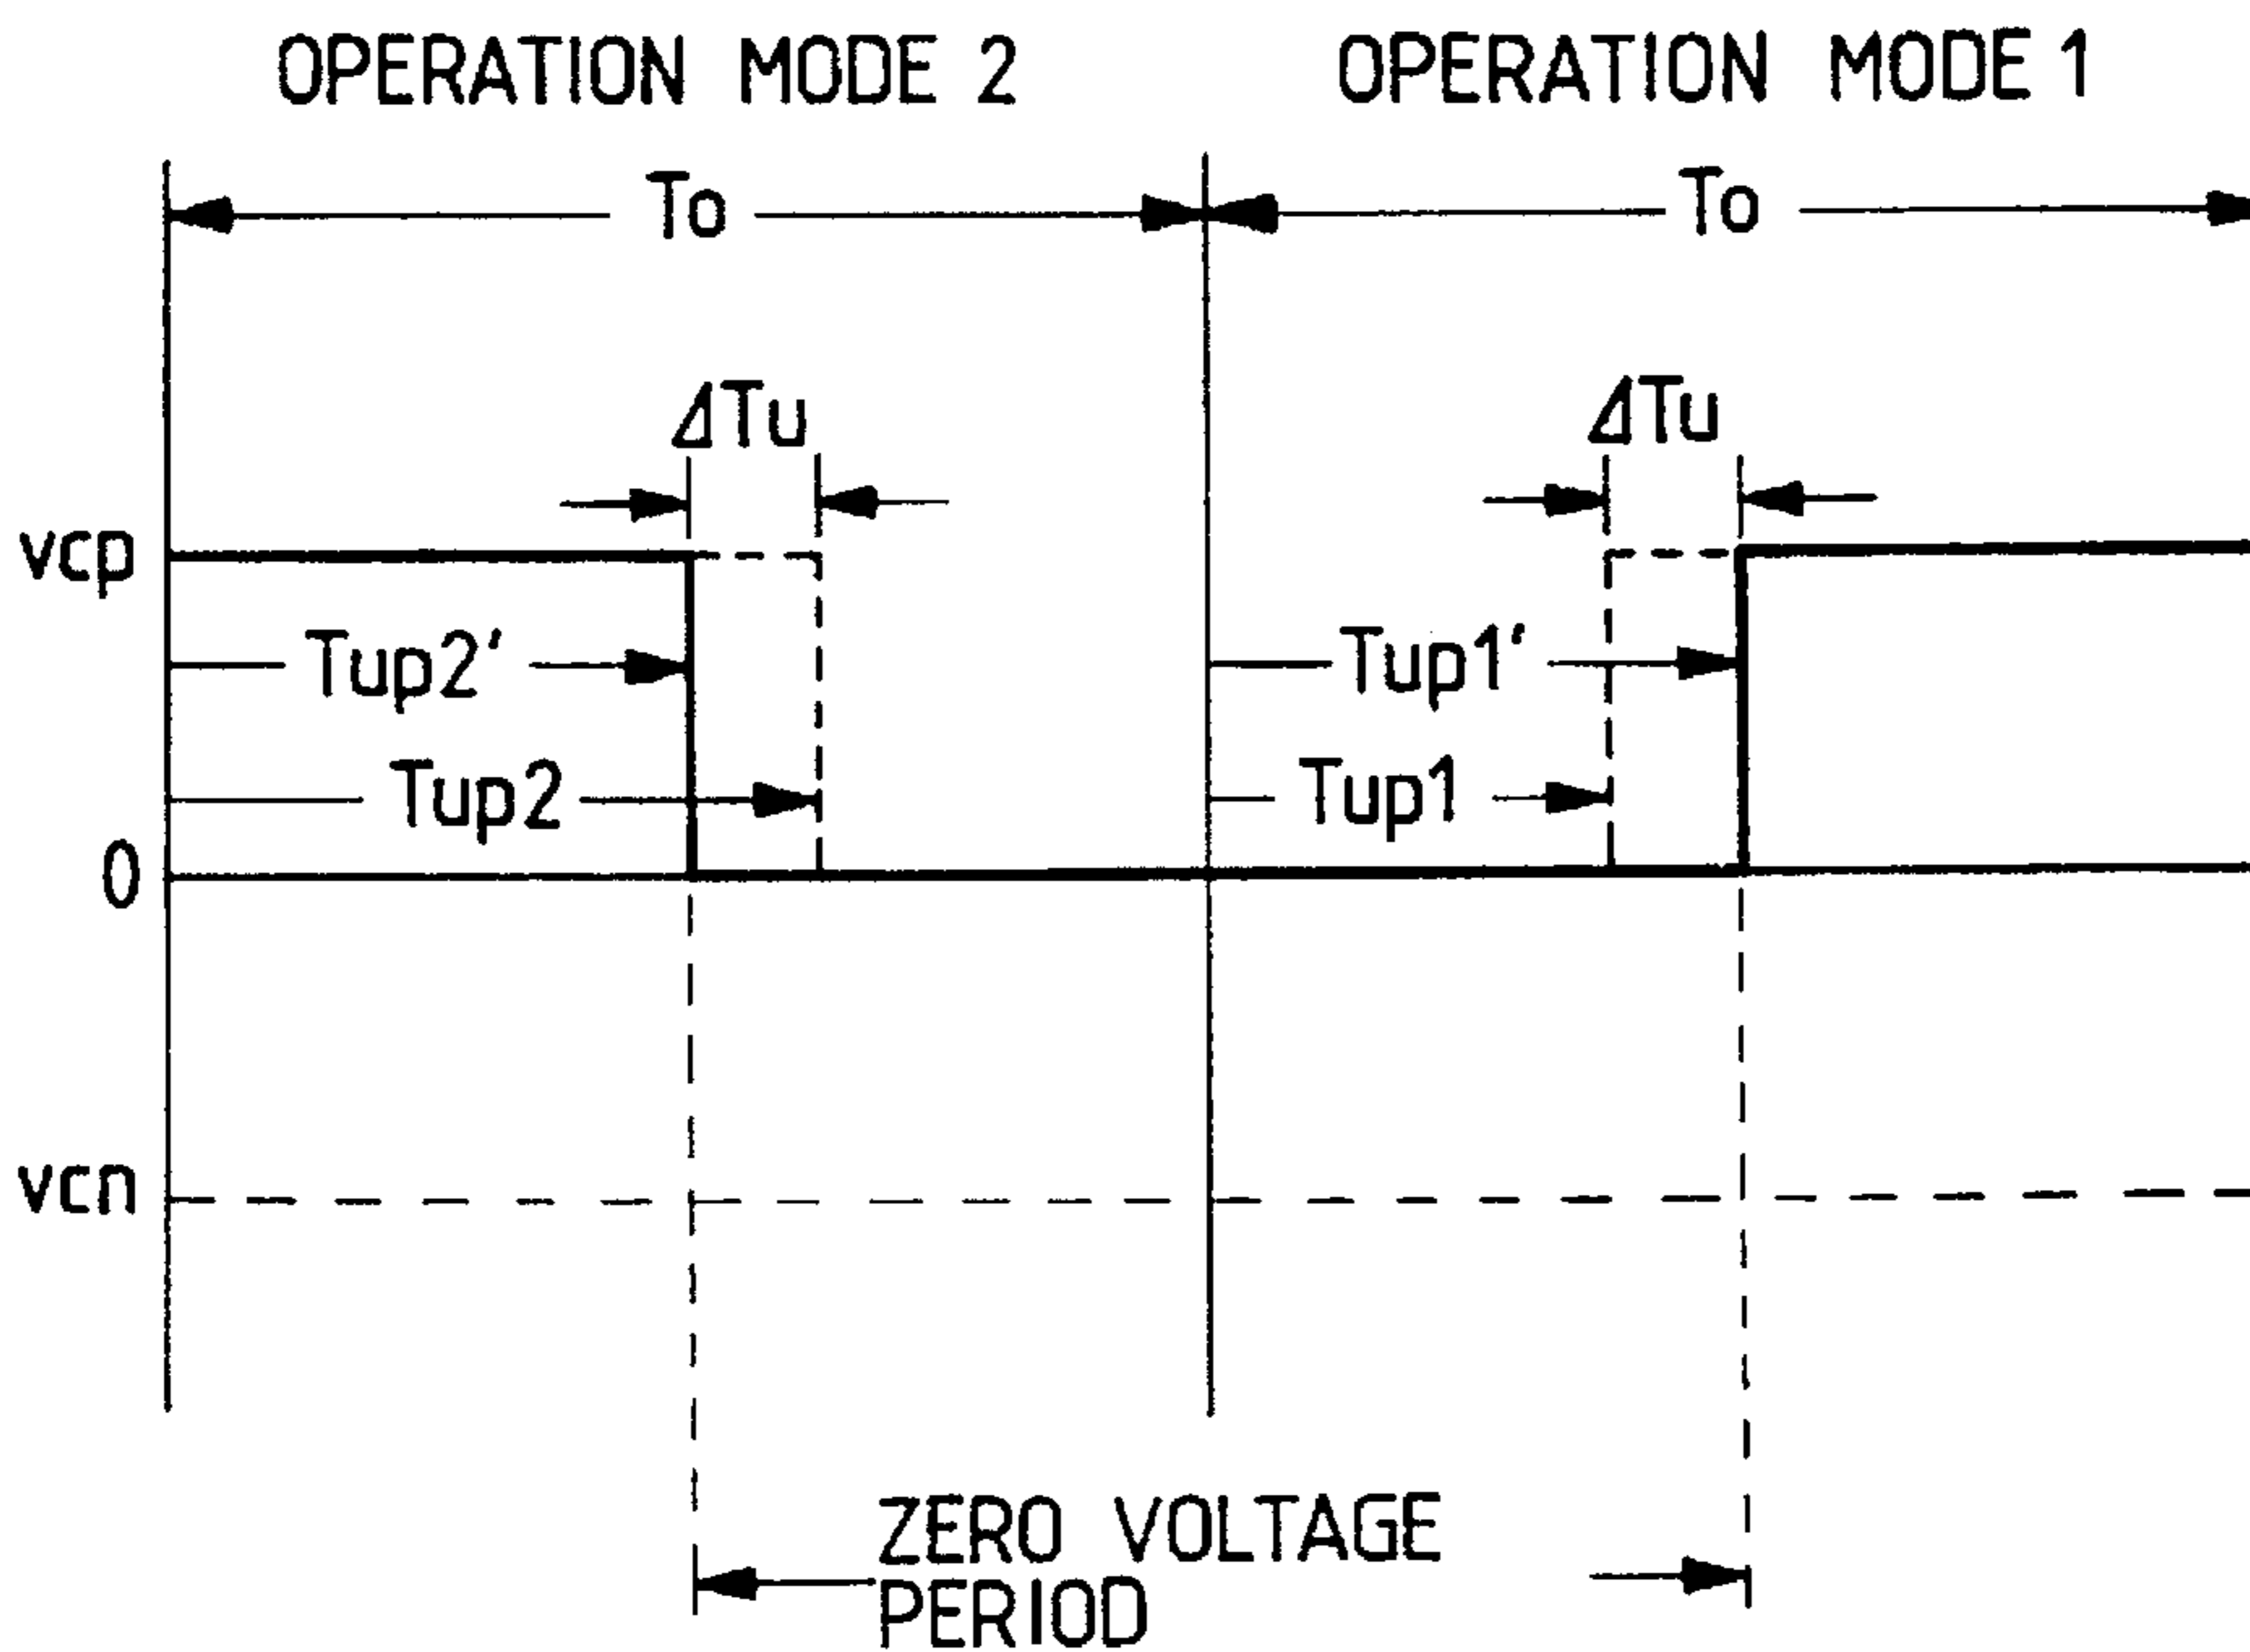 OPERATION MODE 2
OPERATION MODE 1
To
To
ΔTu
ΔTu
vcp
Tup2'
Tup1'
Tup2
Tup1
0
vcn
ZERO VOLTAGE
PERIOD